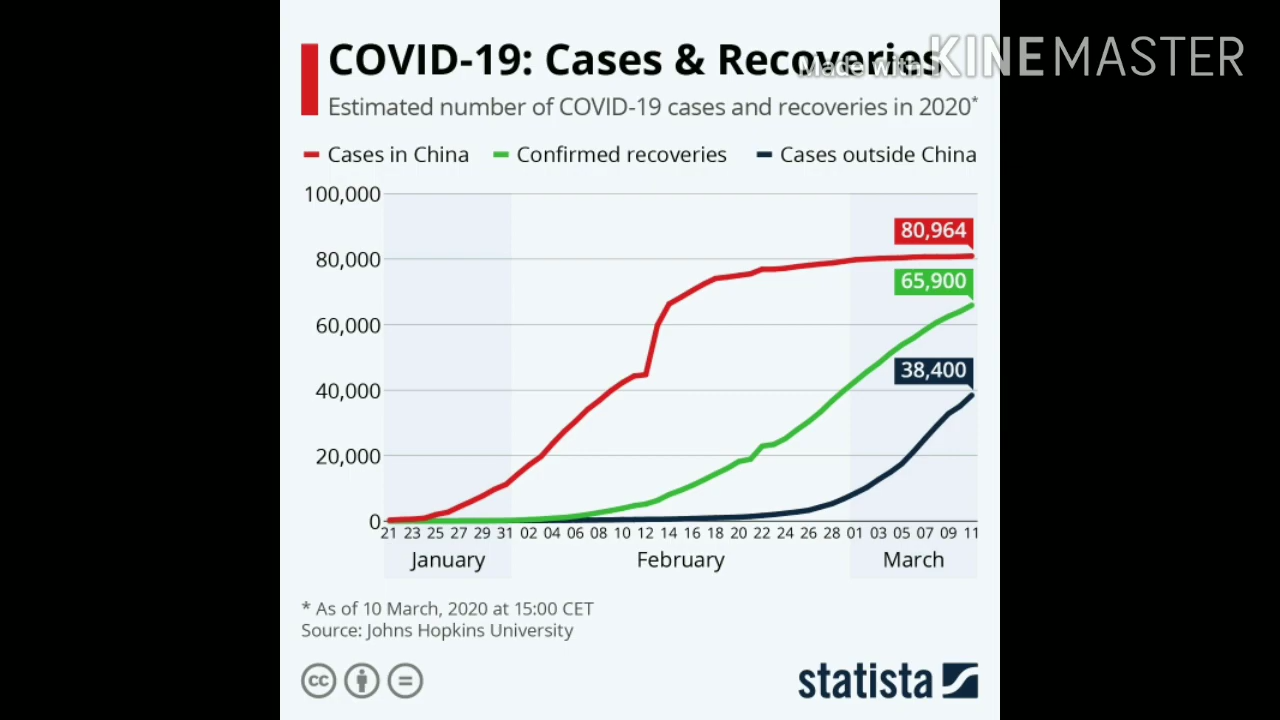 COVID-19: Cases & Recoveries
Made with KINEMASTER
Estimated number of COVID-19 cases and recoveries in 2020*
Cases in China Confirmed recoveries Cases outside China
100,000
80,000
60,000
40,000
20,000
0
80,964
65,900
38,400
21 23 25 27 29 31 02 04 06 08 10 12 14 16 18 20 22 24 26 28 01 03 05 07 09 11
January February March
* As of 10 March, 2020 at 15:00 CET
Source: Johns Hopkins University
cc
statista